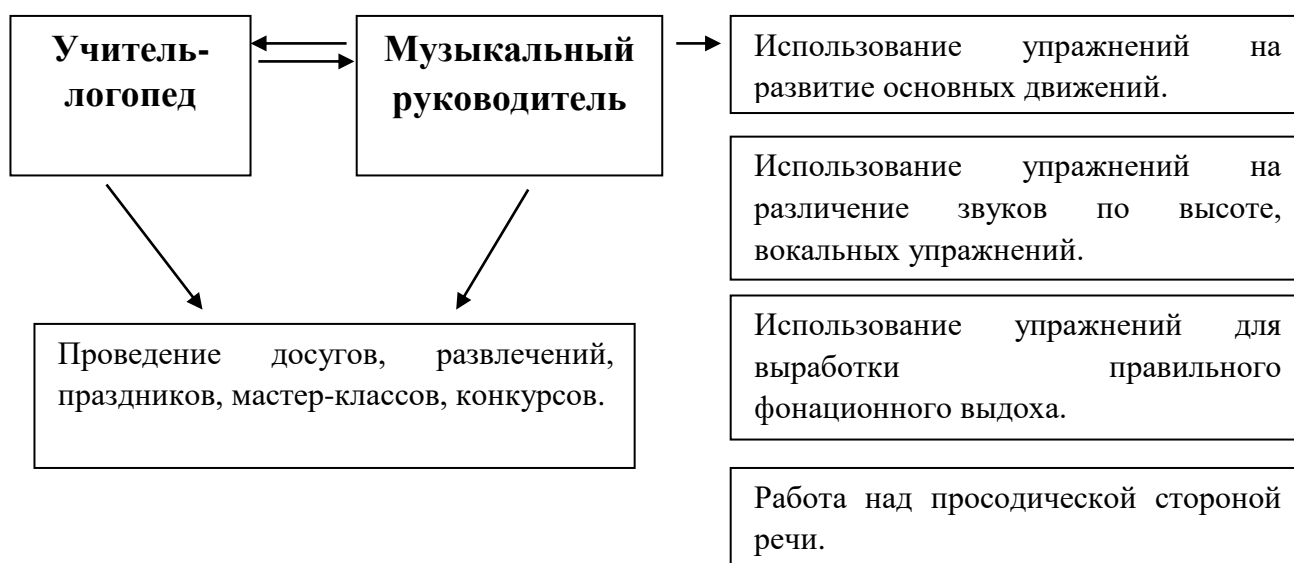 Учитель-
логопед
Музыкальный
руководитель
Использование упражнений на
развитие основных движений.
Использование упражнений на
различение звуков по высоте,
вокальных упражнений.
Проведение досугов, развлечений,
праздников, мастер-классов, конкурсов.
Использование упражнений для
выработки правильного
фонационного выдоха.
Работа над просодической стороной
речи.